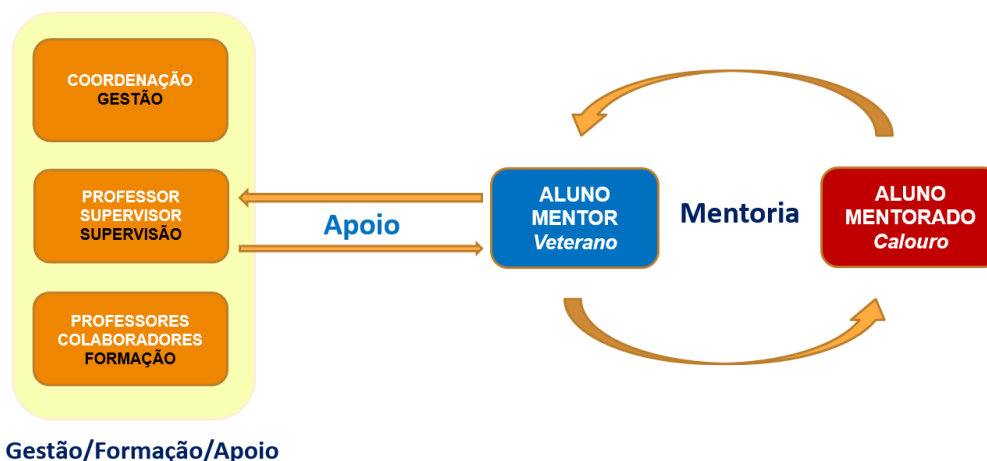 COORDENAÇÃO
GESTÃO
PROFESSOR
SUPERVISOR
SUPERVISÃO
PROFESSORES
COLABORADORES
FORMAÇÃO
Gestão/Formação/Apoio
Apoio
ALUNO
MENTOR
Veterano
Mentoria
ALUNO
MENTORADO
Calouro